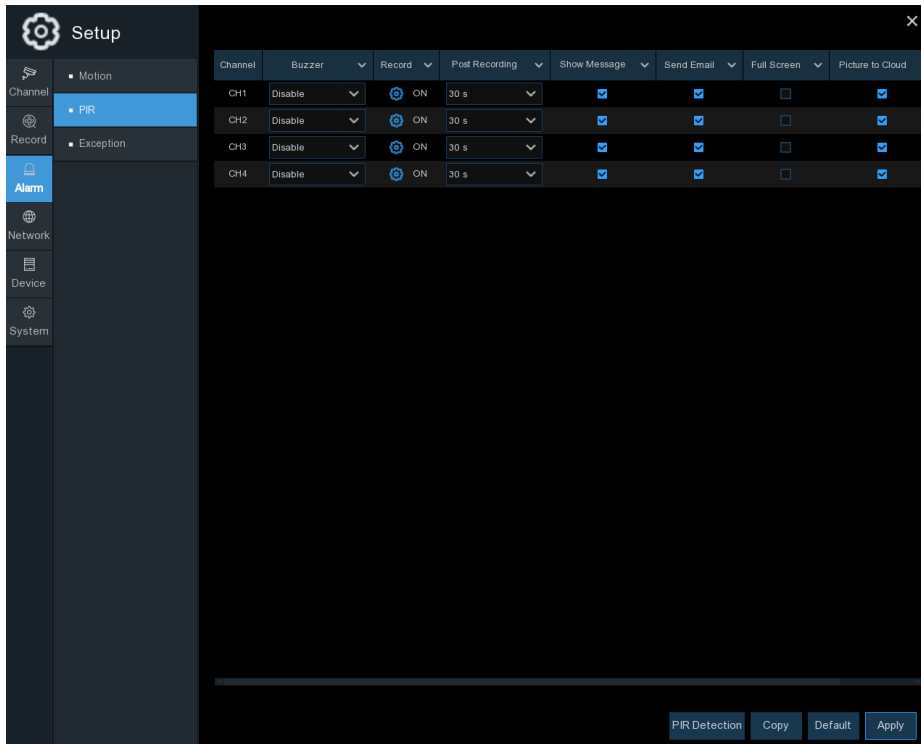 Setup
Channel
Record
Alarm
Network
Device
System
Motion
PIR
Exception
Channel Buzzer Record Post Recording Show Message Send Email Full Screen Picture to Cloud
CH1 Disable ON 30 s
CH2 Disable ON 30 s
CH3 Disable ON 30 s
CH4 Disable ON 30 s
PIR Detection Copy Default Apply